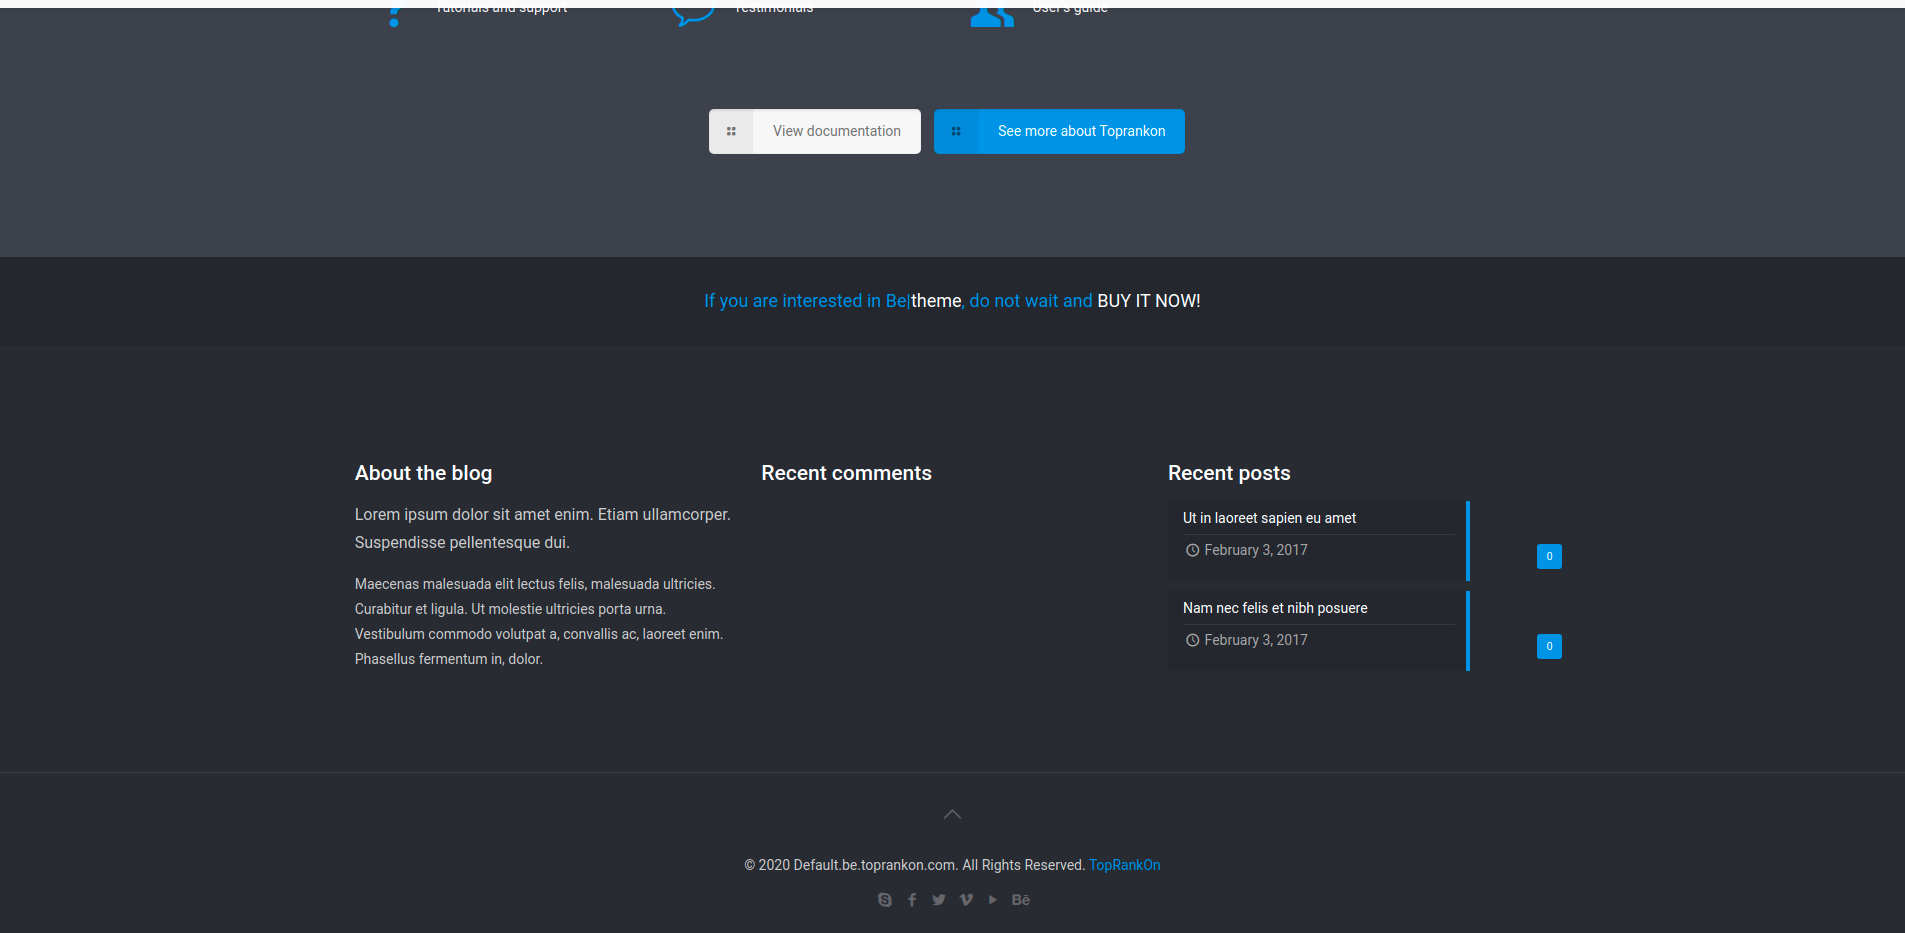 Tutorials and support
Testimonials
User's guide
View documentation
See more about Toprankon
If you are interested in Be|theme, do not wait and BUY IT NOW!
About the blog
Lorem ipsum dolor sit amet enim. Etiam ullamcorper.
Suspendisse pellentesque dui.
Maecenas malesuada elit lectus felis, malesuada ultricies.
Curabitur et ligula. Ut molestie ultricies porta urna.
Vestibulum commodo volutpat a, convallis ac, laoreet enim.
Phasellus fermentum in, dolor.
Recent comments
Recent posts
Ut in laoreet sapien eu amet
February 3, 2017
0
Nam nec felis et nibh posuere
February 3, 2017
0
© 2020 Default.be.toprankon.com. All Rights Reserved. TopRankOn
Bē